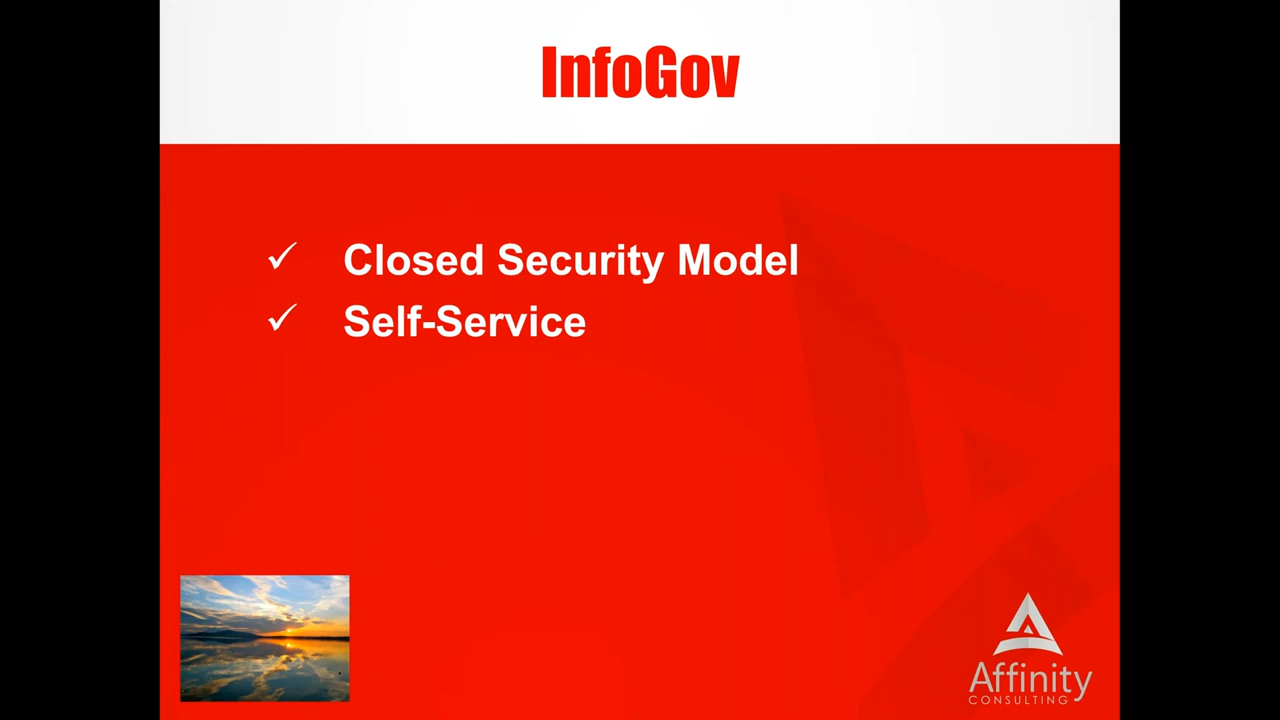 InfoGov
✓ Closed Security Model
✓ Self-Service
Affinity
CONSULTING